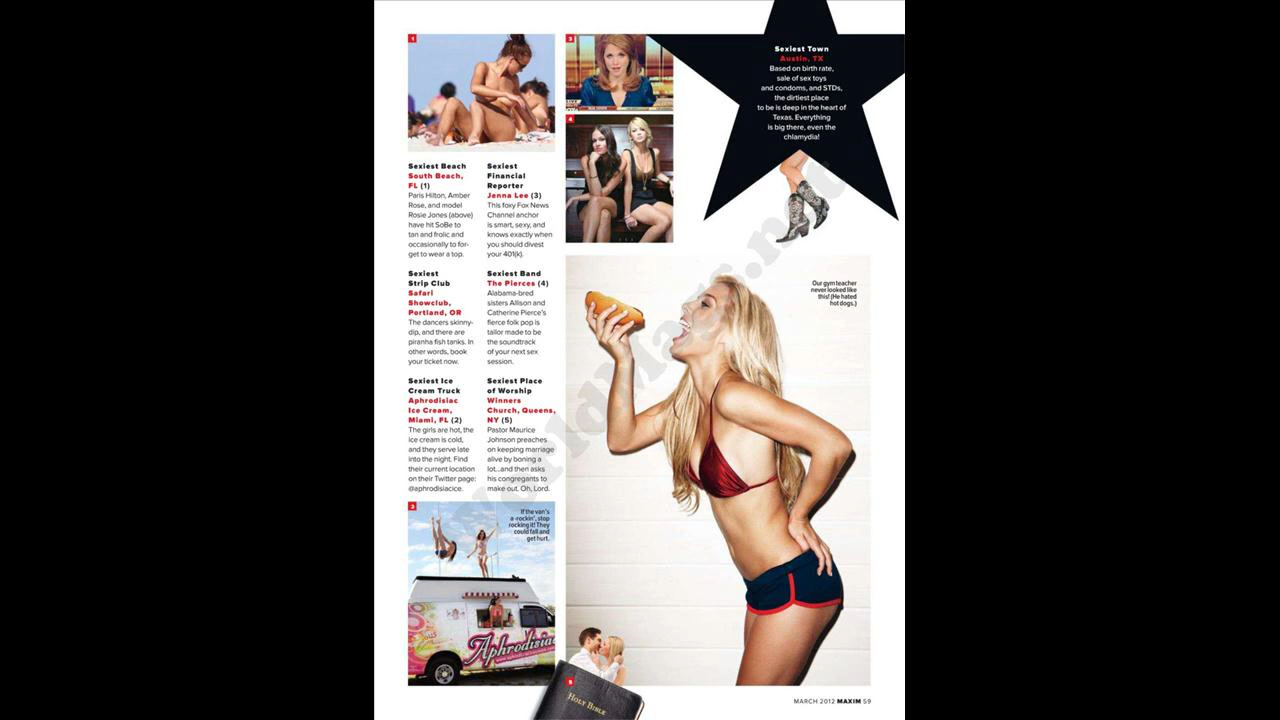 1
Sexiest Beach
South Beach,
FL (1)
Paris Hilton, Amber
Rose, and model
Rosie Jones (above)
have hit SoBe to
tan and frolic and
occasionally to for-
get to wear a top.
Sexiest
Strip Club
Safari
Showclub,
Portland, OR
The dancers skinny-
dip, and there are
piranha fish tanks. In
other words, book
your ticket now.
Sexiest Ice
Cream Truck
Aphrodisiac
Ice Cream,
Miami, FL (2)
The girls are hot, the
ice cream is cold,
and they serve late
into the night. Find
their current location
on their Twitter page:
@aphrodisiacice.
Sexiest
Financial
Reporter
Jenna Lee (3)
This foxy Fox News
Channel anchor
is smart, sexy, and
knows exactly when
you should divest
your 401(k).
Sexiest Band
The Pierces (4)
Alabama-bred
sisters Allison and
Catherine Pierce's
fierce folk pop is
tailor made to be
the soundtrack
of your next sex
session.
Sexiest Place
of Worship
Winners
Church, Queens,
NY (5)
Pastor Maurice
Johnson preaches
on keeping marriage
alive by boning a
lot...and then asks
his congregants to
make out. Oh, Lord.
2
If the van's
a-rockin', stop
rocking it! They
could fall and
get hurt.
Aphrodisiac
3
4
Sexiest Town
Austin, TX
Based on birth rate,
sale of sex toys
and condoms, and STDs,
the dirtiest place
to be is deep in the heart of
Texas. Everything
is big there, even the
chlamydia!
Our gym teacher
never looked like
this! (He hated
hot dogs.)
5
HOLY BIBLE
MARCH 2012 MAXIM 59
WorldMags.net